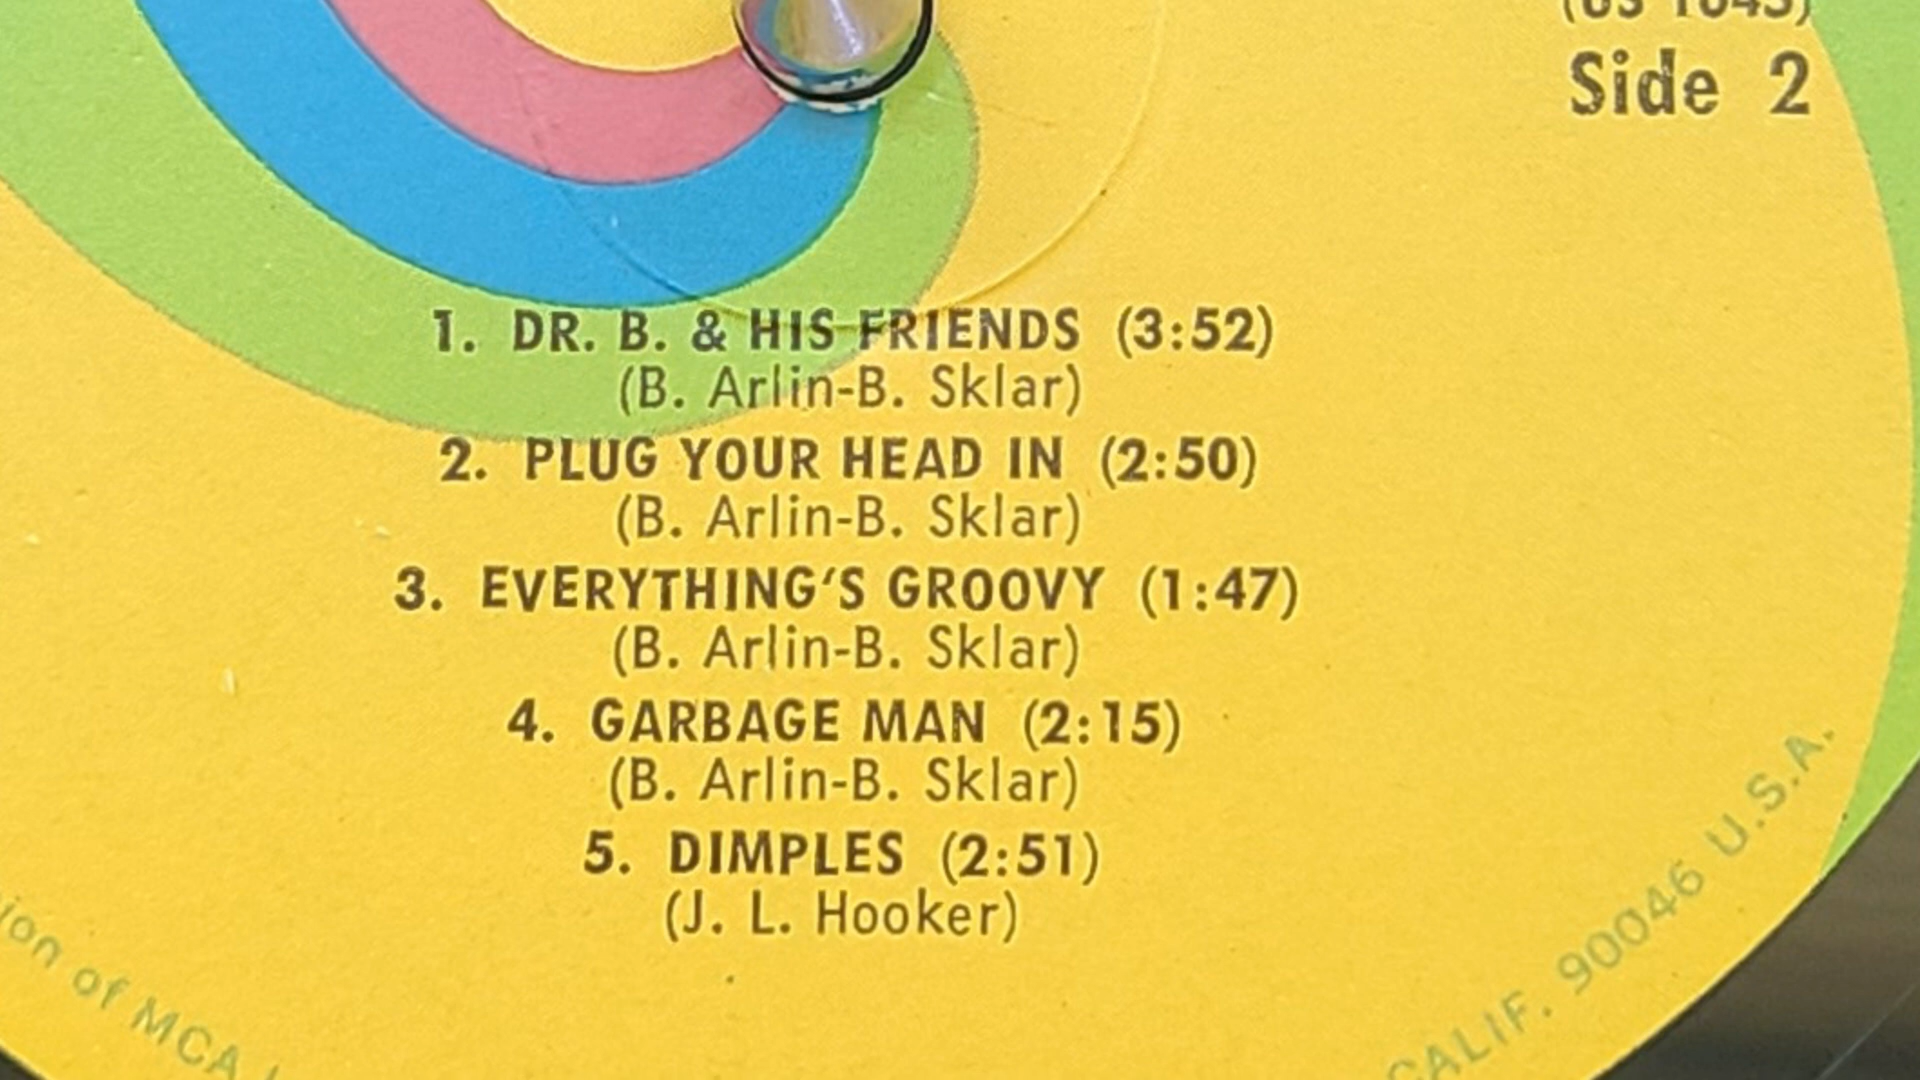 Side 2
1. DR. B. & HIS FRIENDS (3:52)
(B. Arlin-B. Sklar)
2. PLUG YOUR HEAD IN (2:50)
(B. Arlin-B. Sklar)
3. EVERYTHING'S GROOVY (1:47)
(B. Arlin-B. Sklar)
4. GARBAGE MAN (2:15)
(B. Arlin-B. Sklar)
5. DIMPLES (2:51)
(J. L. Hooker)
of MCA
CALIF. 90046 U.S.A.